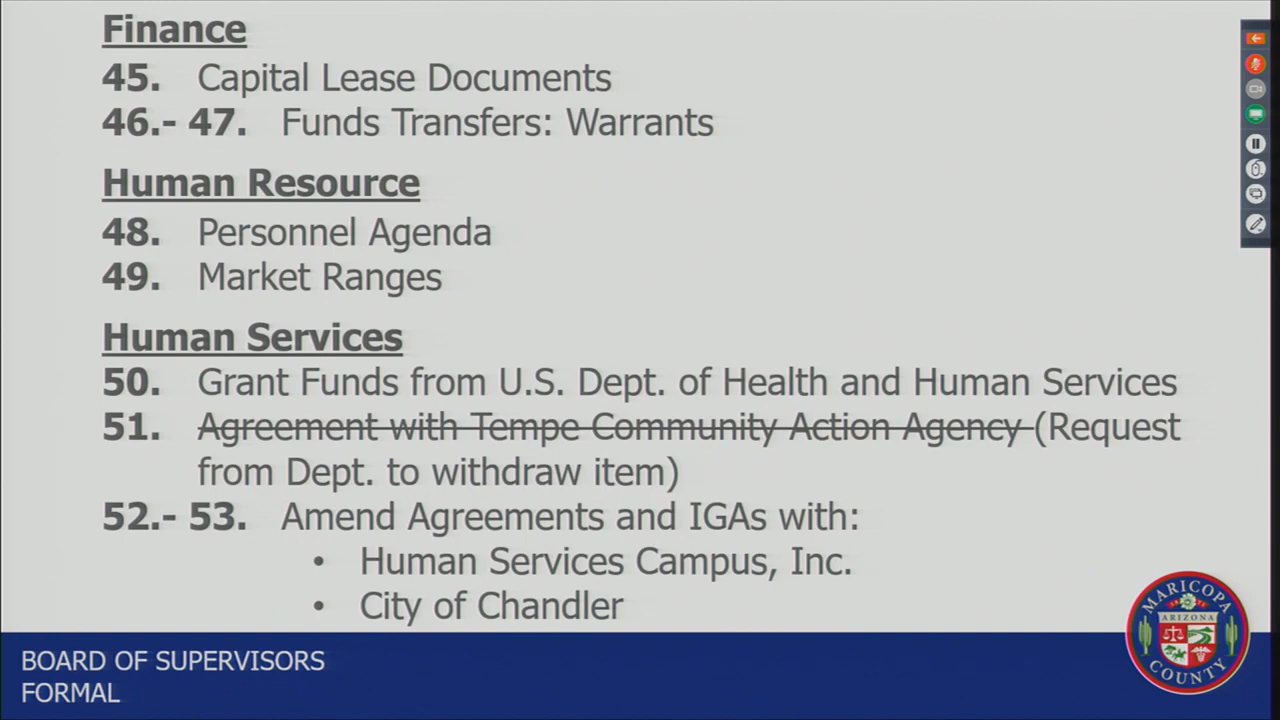 Finance
45. Capital Lease Documents
46.- 47. Funds Transfers: Warrants
Human Resource
48. Personnel Agenda
49. Market Ranges
Human Services
50. Grant Funds from U.S. Dept. of Health and Human Services
51. Agreement with Tempe Community Action Agency (Request
from Dept. to withdraw item)
52.- 53. Amend Agreements and IGAs with:
• Human Services Campus, Inc.
• City of Chandler
BOARD OF SUPERVISORS
FORMAL
MARICOPA
ARIZONA
COUNTY